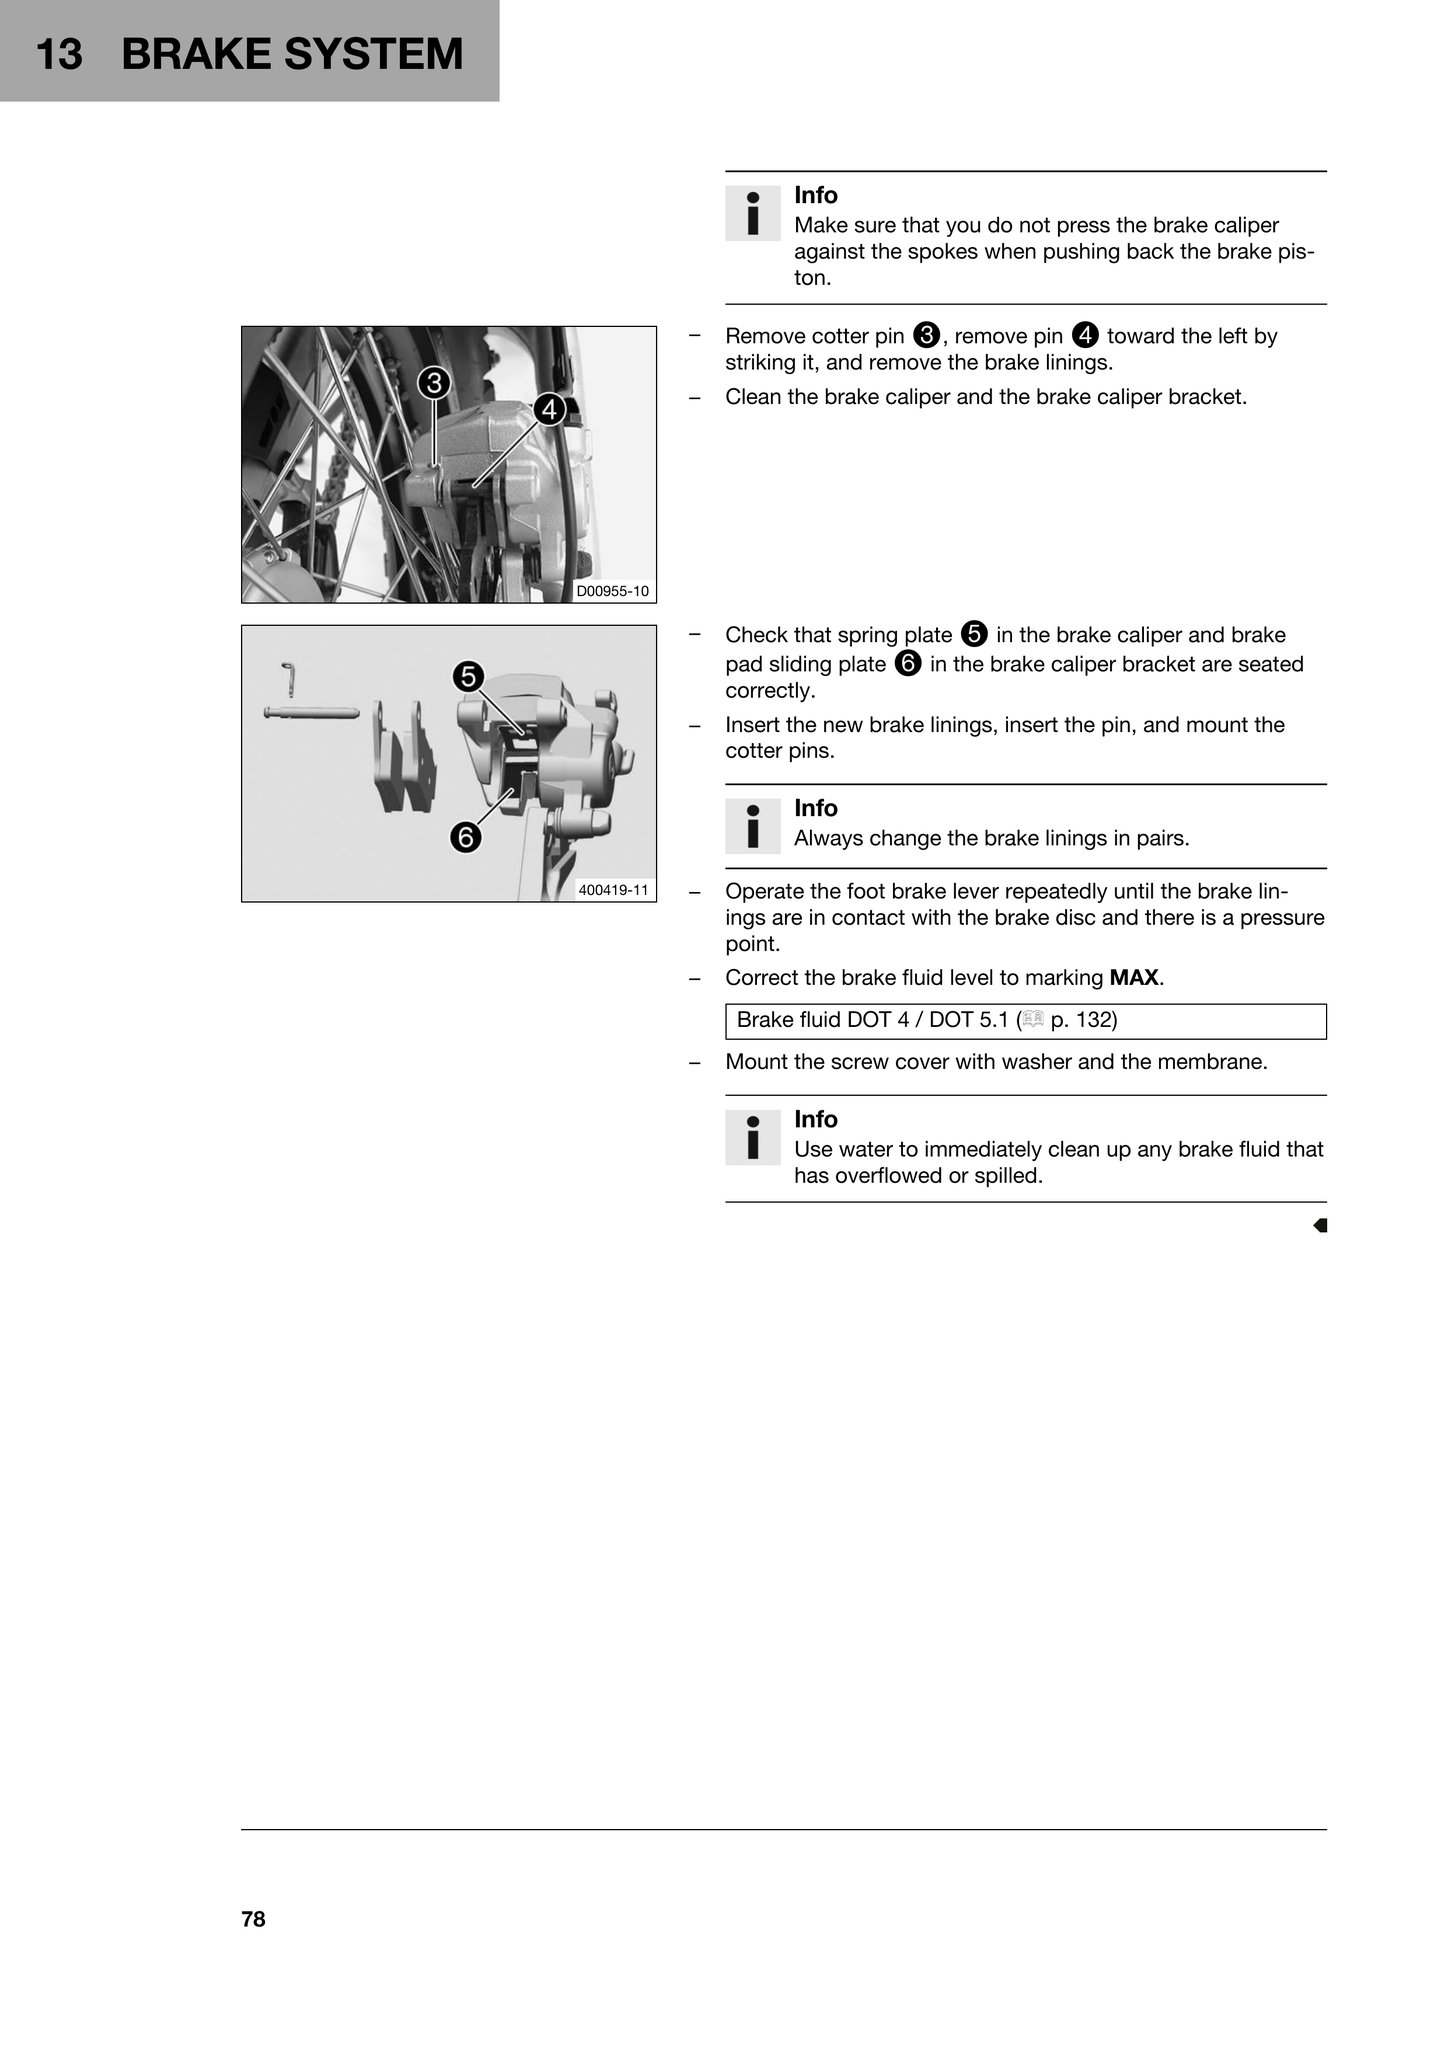 13 BRAKE SYSTEM
Info
Make sure that you do not press the brake caliper
against the spokes when pushing back the brake pis-
ton.
3
4
D00955-10
– Remove cotter pin 3, remove pin 4 toward the left by
striking it, and remove the brake linings.
– Clean the brake caliper and the brake caliper bracket.
5
6
400419-11
– Check that spring plate 5 in the brake caliper and brake
pad sliding plate 6 in the brake caliper bracket are seated
correctly.
– Insert the new brake linings, insert the pin, and mount the
cotter pins.
Info
Always change the brake linings in pairs.
– Operate the foot brake lever repeatedly until the brake lin-
ings are in contact with the brake disc and there is a pressure
point.
– Correct the brake fluid level to marking MAX.
Brake fluid DOT 4 / DOT 5.1 ( p. 132)
– Mount the screw cover with washer and the membrane.
Info
Use water to immediately clean up any brake fluid that
has overflowed or spilled.
78